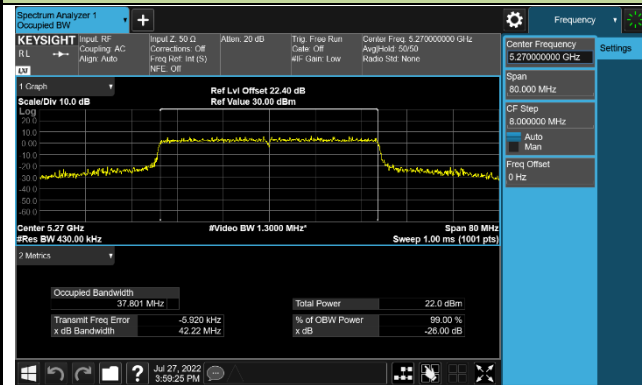 Spectrum Analyzer 1
Occupied BW
Frequency
KEYSIGHT
RL
LXI
Input: RF
Coupling: AC
Align: Auto
Input Z: 50 Ω
Corrections: Off
Freq Ref: Int (S)
NFE: Off
Atten: 20 dB
Trig: Free Run
Gate: Off
#IF Gain: Low
Center Freq: 5.270000000 GHz
Avg|Hold: 50/50
Radio Std: None
Center Frequency
5.270000000 GHz
Settings
Span
80.000 MHz
CF Step
8.000000 MHz
Auto
Man
Freq Offset
0 Hz
1 Graph
Scale/Div 10.0 dB
Ref Lvl Offset 22.40 dB
Ref Value 30.00 dBm
Log
20.0
10.0
0.00
-10.0
-20.0
-30.0
-40.0
-50.0
-60.0
Center 5.27 GHz
#Video BW 1.3000 MHz*
Span 80 MHz
#Res BW 430.00 kHz
Sweep 1.00 ms (1001 pts)
2 Metrics
Occupied Bandwidth
37.801 MHz
Total Power
22.0 dBm
Transmit Freq Error
-5.920 kHz
% of OBW Power
99.00 %
x dB Bandwidth
42.22 MHz
x dB
-26.00 dB
?
Jul 27, 2022
3:59:25 PM